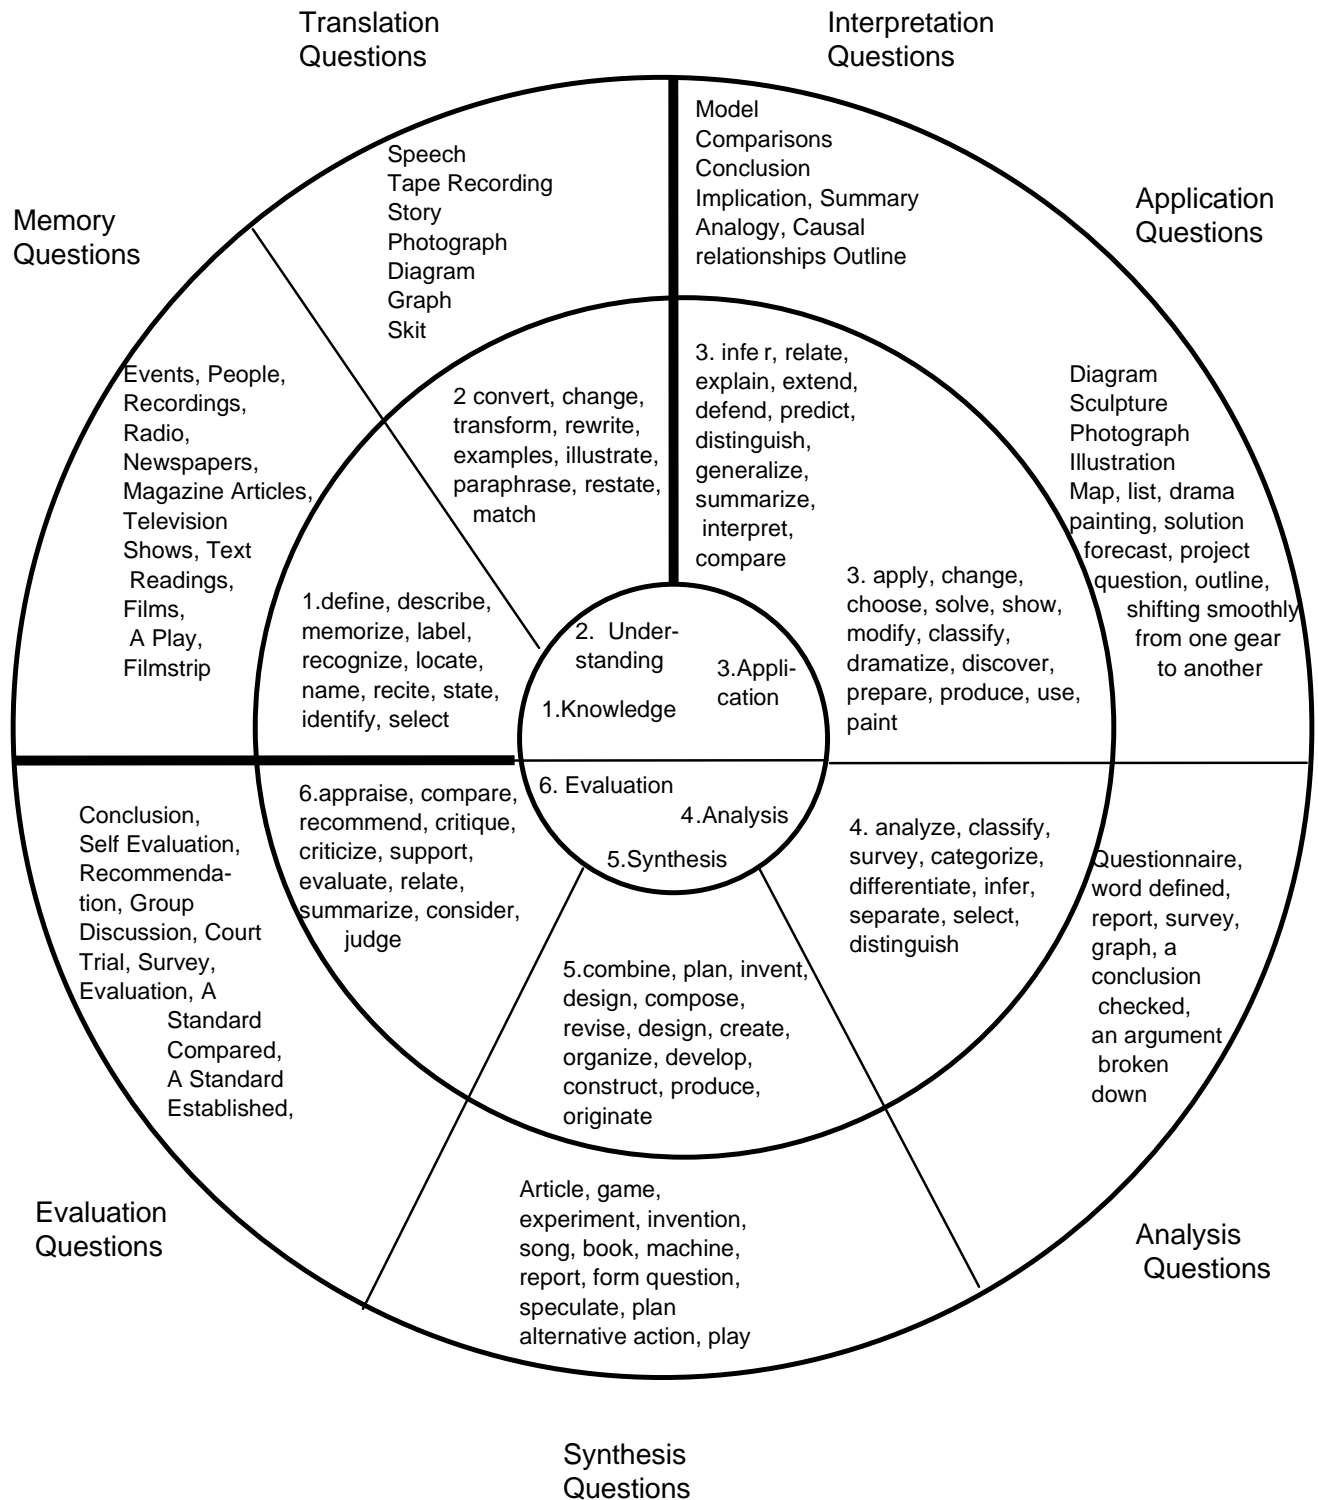 Translation
Questions
Interpretation
Questions
Model
Comparisons
Conclusion
Implication, Summary
Analogy, Causal
relationships Outline
Speech
Tape Recording
Story
Photograph
Diagram
Graph
Skit
Application
Questions
Memory
Questions
3. infe r, relate,
explain, extend,
defend, predict,
distinguish,
generalize,
summarize,
interpret,
compare
Events, People,
Recordings,
Radio,
Newspapers,
Magazine Articles,
Television
Shows, Text
Readings,
Films,
A Play,
Filmstrip
2 convert, change,
transform, rewrite,
examples, illustrate,
paraphrase, restate,
match
Diagram
Sculpture
Photograph
Illustration
Map, list, drama
painting, solution
forecast, project
question, outline,
shifting smoothly
from one gear
to another
1.define, describe,
memorize, label,
recognize, locate,
name, recite, state,
identify, select
2. Under-
standing
3.Appli-
cation
1.Knowledge
3. apply, change,
choose, solve, show,
modify, classify,
dramatize, discover,
prepare, produce, use,
paint
6. Evaluation
4.Analysis
5.Synthesis
6.appraise, compare,
recommend, critique,
criticize, support,
evaluate, relate,
summarize, consider,
judge
Conclusion,
Self Evaluation,
Recommenda-
tion, Group
Discussion, Court
Trial, Survey,
Evaluation, A
Standard
Compared,
A Standard
Established,
4. analyze, classify,
survey, categorize,
differentiate, infer,
separate, select,
distinguish
Questionnaire,
word defined,
report, survey,
graph, a
conclusion
checked,
an argument
broken
down
5.combine, plan, invent,
design, compose,
revise, design, create,
organize, develop,
construct, produce,
originate
Article, game,
experiment, invention,
song, book, machine,
report, form question,
speculate, plan
alternative action, play
Evaluation
Questions
Analysis
Questions
Synthesis
Questions